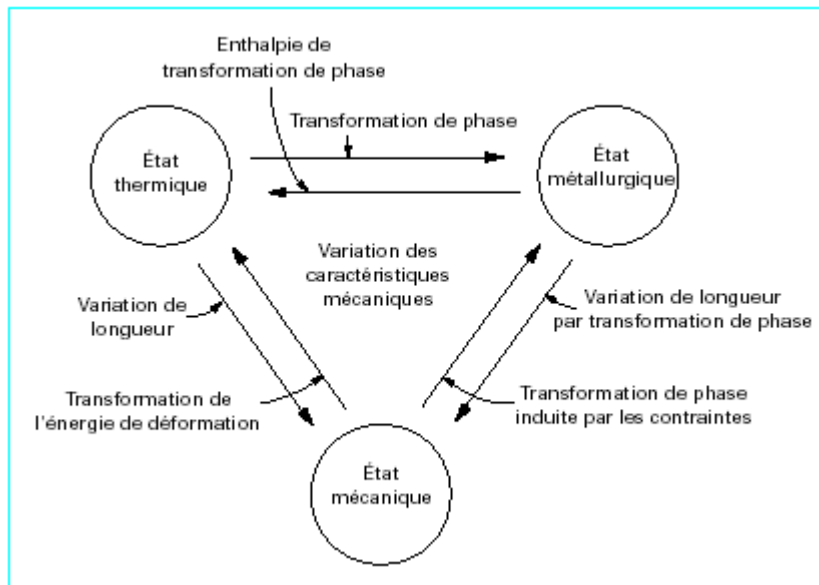 Enthalpie de
transformation de phase
Transformation de phase
État
thermique
État
métallurgique
Variation des
caractéristiques
mécaniques
Variation de
longueur
Variation de longueur
par transformation de phase
Transformation de
l'énergie de déformation
Transformation de phase
induite par les contraintes
État
mécanique